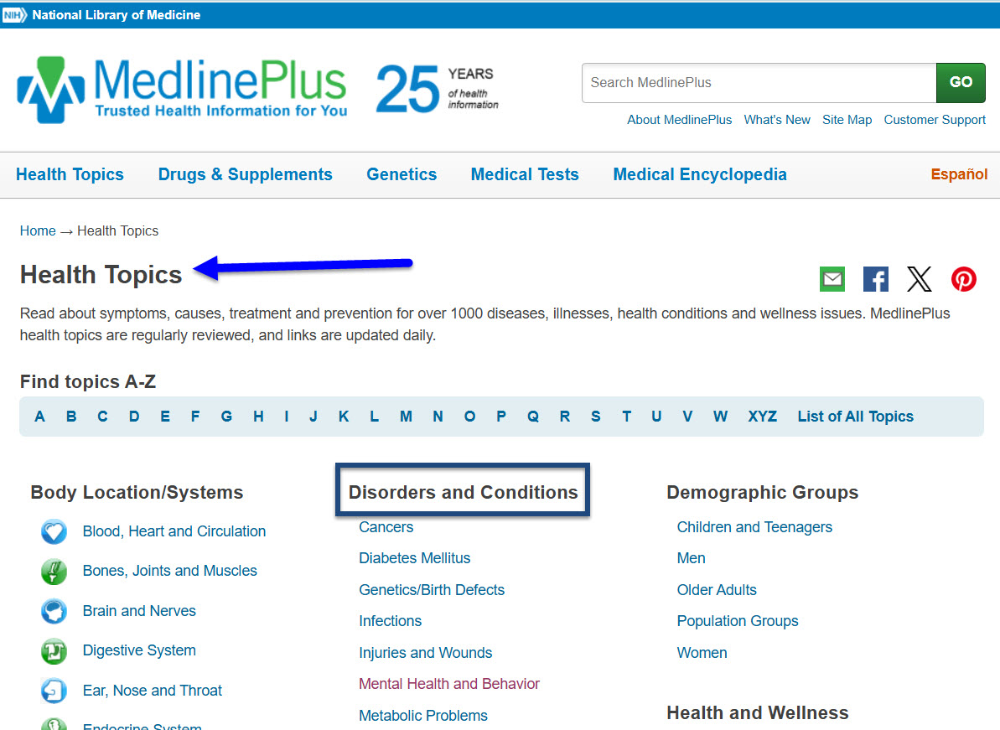 NIH National Library of Medicine
MedlinePlus
Trusted Health Information for You
25 YEARS
of health
information
Search MedlinePlus
GO
About MedlinePlus What's New Site Map Customer Support
Health Topics Drugs & Supplements Genetics Medical Tests Medical Encyclopedia Español
Home → Health Topics
Health Topics
Read about symptoms, causes, treatment and prevention for over 1000 diseases, illnesses, health conditions and wellness issues. MedlinePlus
health topics are regularly reviewed, and links are updated daily.
Find topics A-Z
A B C D E F G H I J K L M N O P Q R S T U V W XYZ List of All Topics
Body Location/Systems
Blood, Heart and Circulation
Bones, Joints and Muscles
Brain and Nerves
Digestive System
Ear, Nose and Throat
Endocrine System
Disorders and Conditions
Cancers
Diabetes Mellitus
Genetics/Birth Defects
Infections
Injuries and Wounds
Mental Health and Behavior
Metabolic Problems
Demographic Groups
Children and Teenagers
Men
Older Adults
Population Groups
Women
Health and Wellness